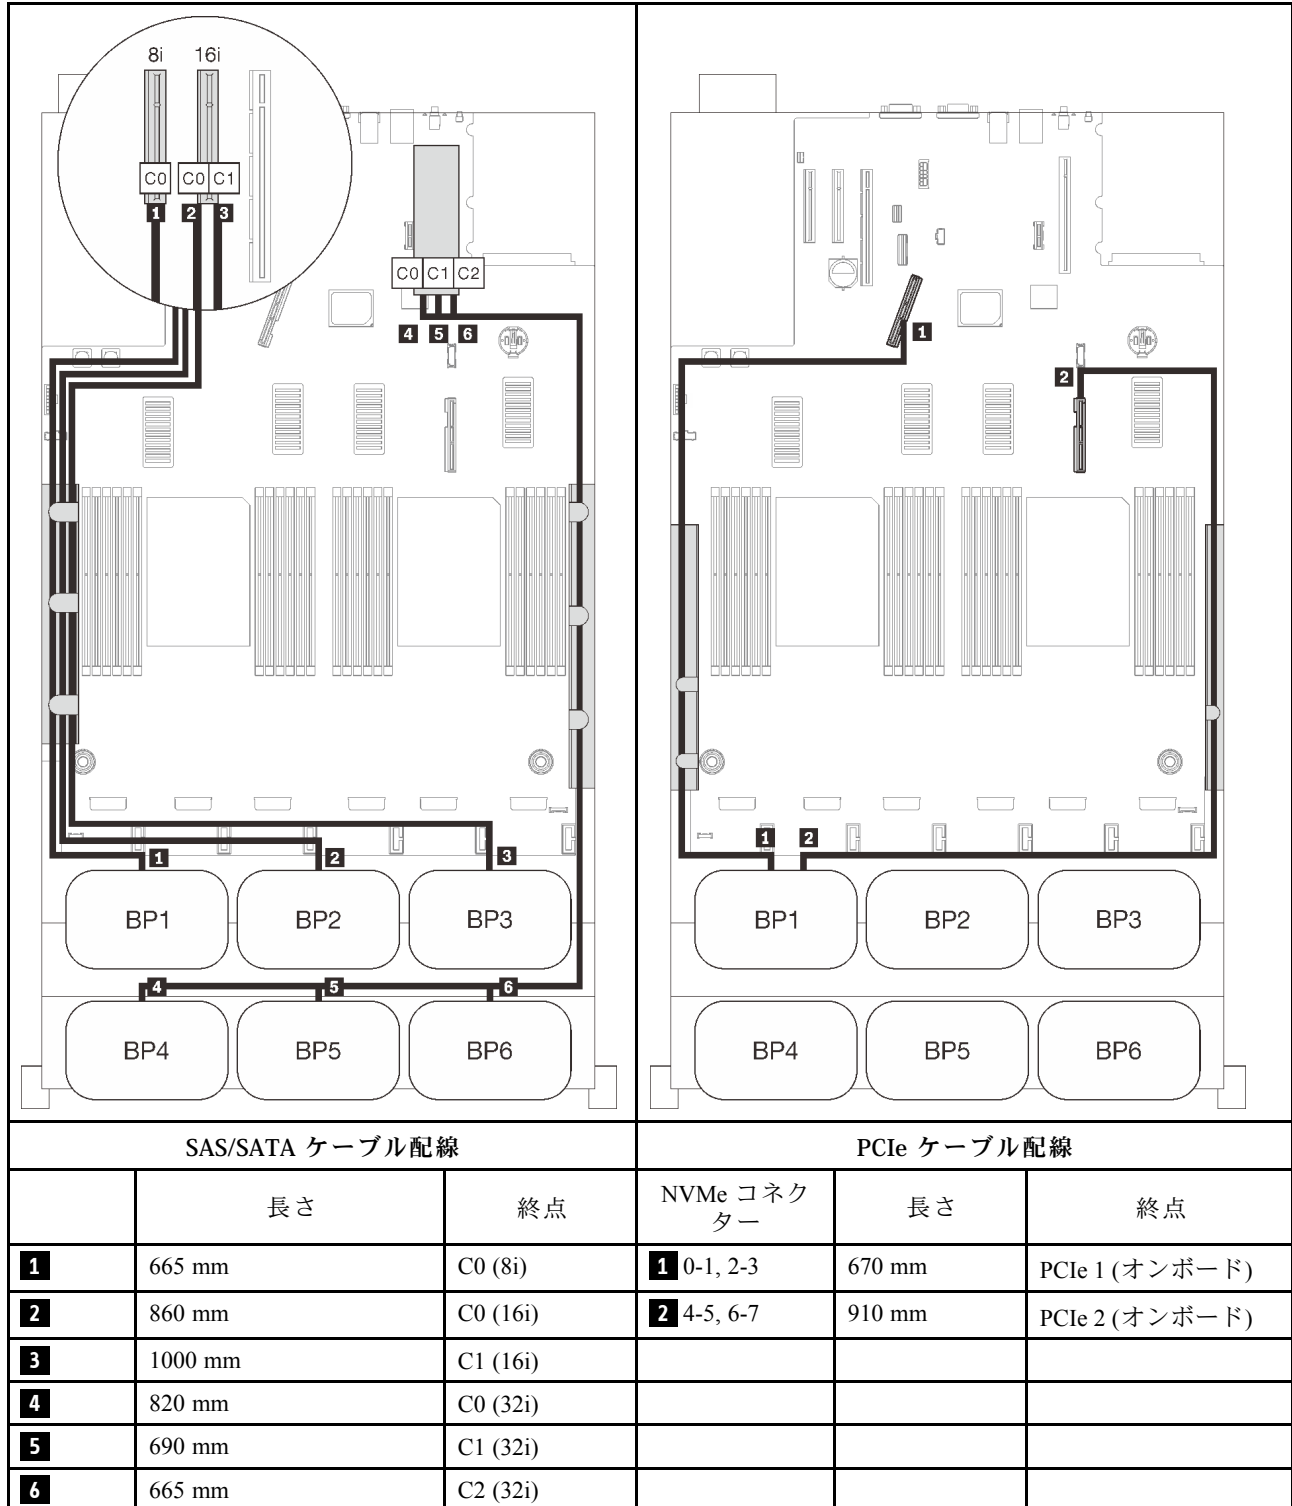 8i 16i
C0 C0 C1
1 2 3
C0 C1 C2
4 5 6
1 2 3
BP1 BP2 BP3
4 5 6
BP4 BP5 BP6
1
2
1 2
BP1 BP2 BP3
BP4 BP5 BP6
SAS/SATA ケーブル配線 PCIe ケーブル配線
長さ 終点 NVMe コネク
ター 長さ 終点
1 665 mm C0 (8i) 1 0-1, 2-3 670 mm PCIe 1 (オンボード)
2 860 mm C0 (16i) 2 4-5, 6-7 910 mm PCIe 2 (オンボード)
3 1000 mm C1 (16i)
4 820 mm C0 (32i)
5 690 mm C1 (32i)
6 665 mm C2 (32i)